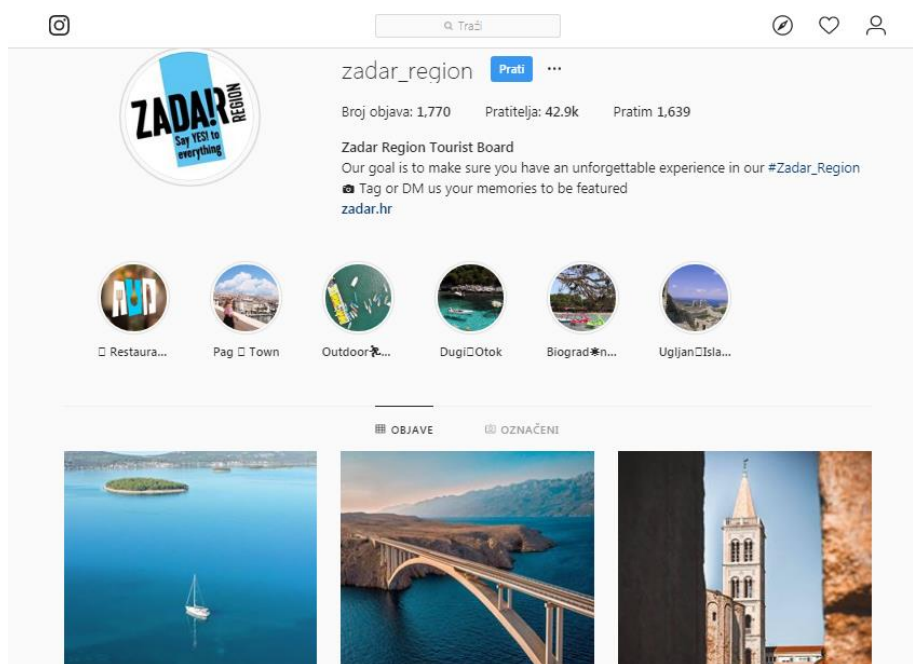 Traži
zadar_region Prati ...
Broj objava: 1,770 Pratitelja: 42.9k Pratim 1,639
ZADAR
REGION
Say YES! to
everything
Zadar Region Tourist Board
Our goal is to make sure you have an unforgettable experience in our #Zadar_Region
Tag or DM us your memories to be featured
zadar.hr
Restaura... Pag Town Outdoor... Dugi Otok Biograd n... Ugljan Isla...
OBJAVE OZNAČENI